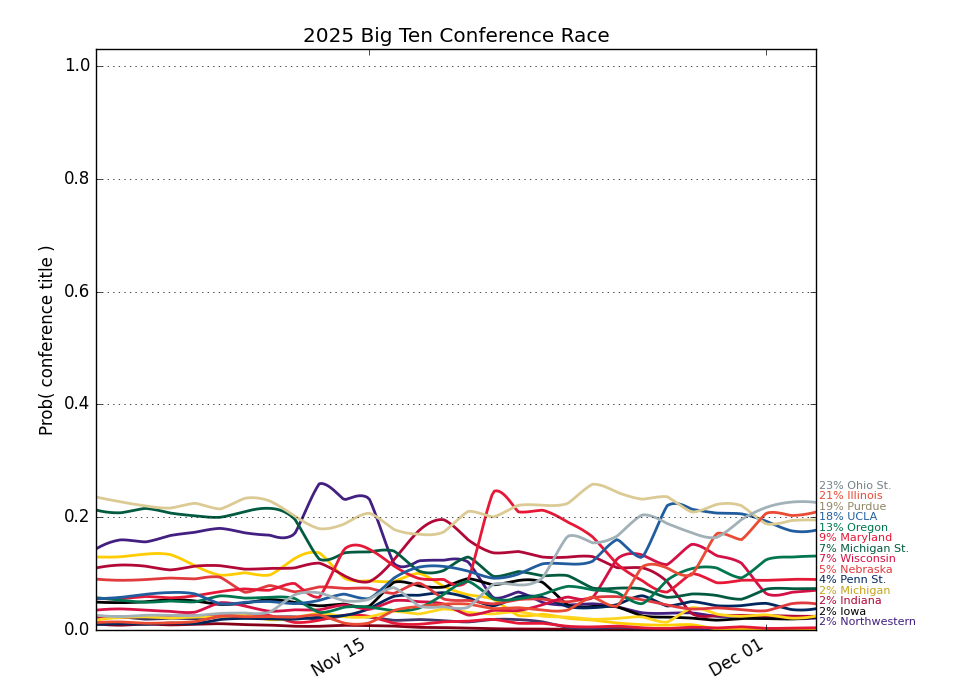 2025 Big Ten Conference Race
Prob( conference title )
1.0
0.8
0.6
0.4
0.2
0.0
Nov 15
Dec 01
23% Ohio St.
21% Illinois
19% Purdue
18% UCLA
13% Oregon
9% Maryland
7% Michigan St.
7% Wisconsin
5% Nebraska
4% Penn St.
2% Michigan
2% Indiana
2% Iowa
2% Northwestern